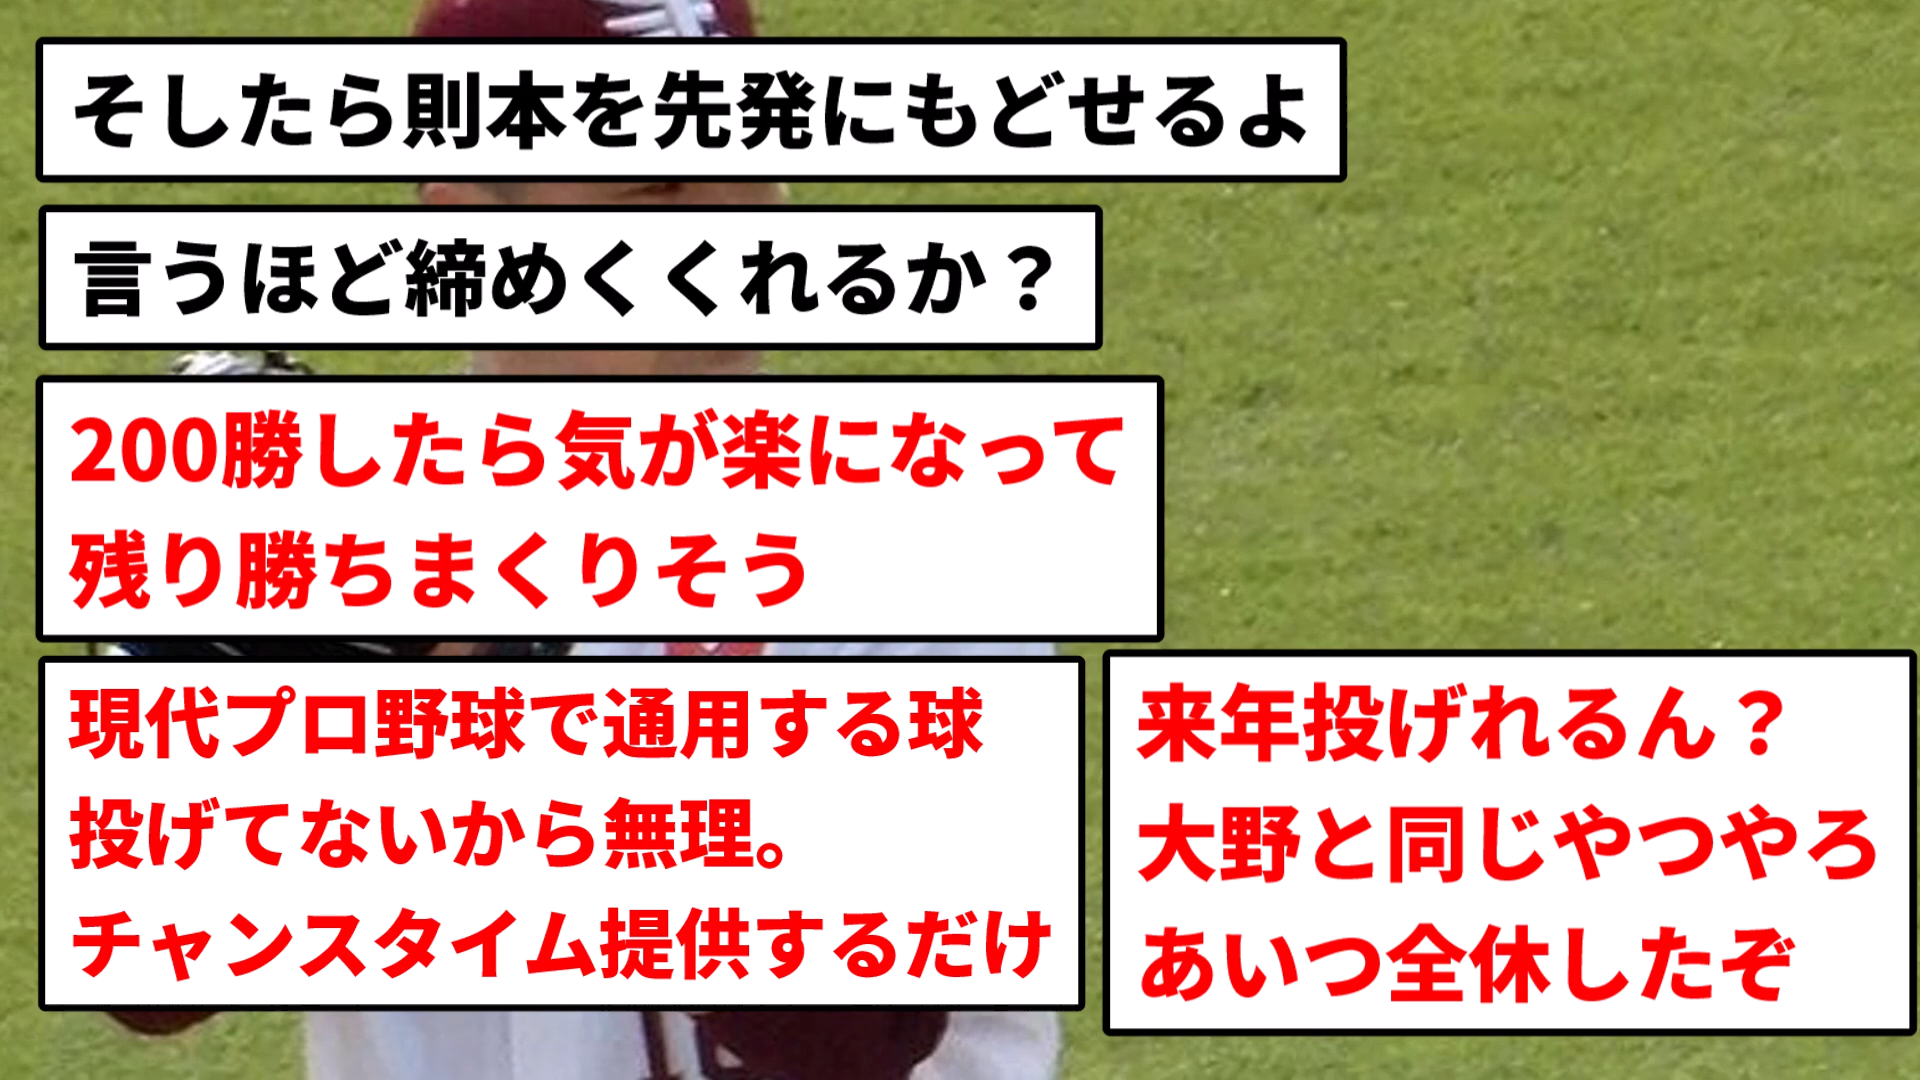 そしたら則本を先発にもどせるよ
言うほど締めくくれるか？
200勝したら気が楽になって
残り勝ちまくりそう
現代プロ野球で通用する球
投げてないから無理。
チャンスタイム提供するだけ
来年投げれるん？
大野と同じやつやろ
あいつ全休したぞ